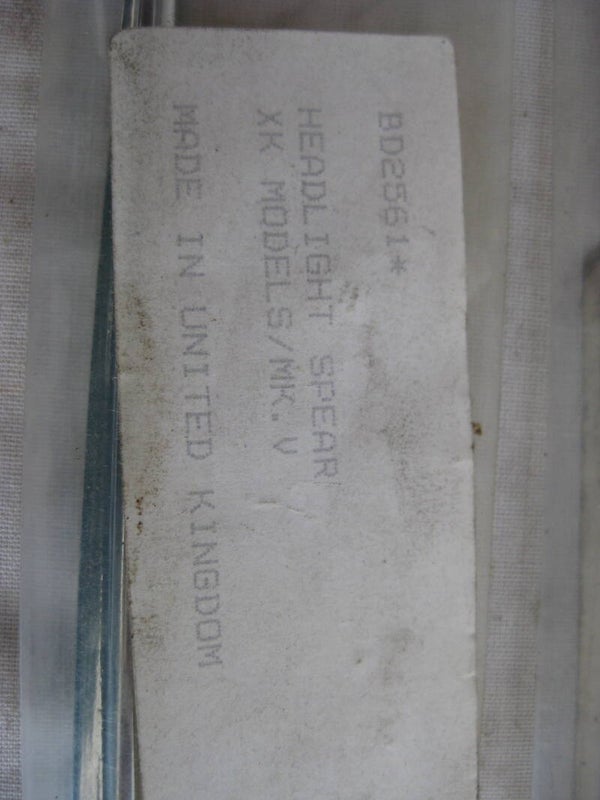 BD2561*
HEADLIGHT SPEAR
XK MODELS/MK.V
MADE IN UNITED KINGDOM